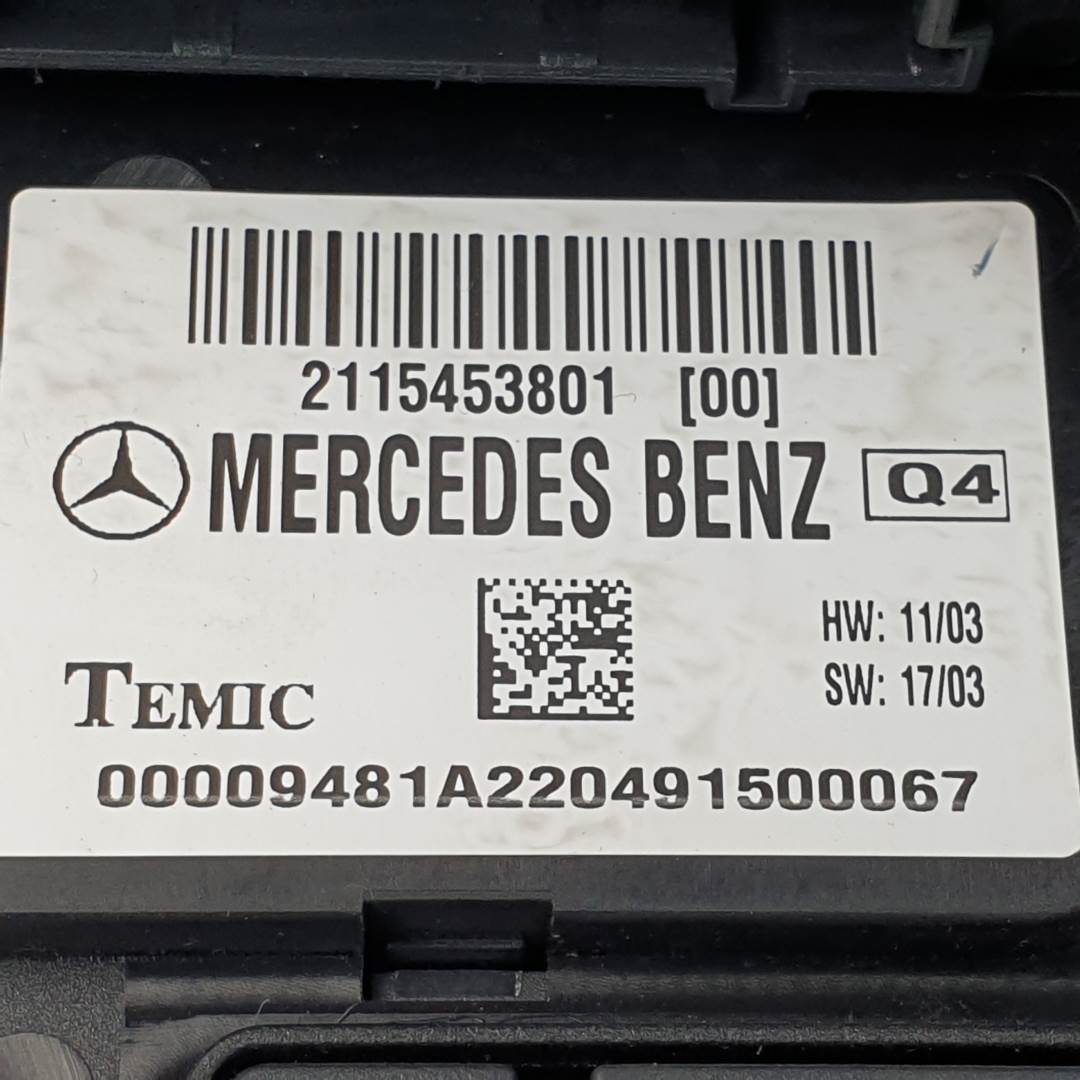 2115453801 [00]
MERCEDES BENZ Q4
HW: 11/03
SW: 17/03
TEMIC
00009481A220491500067